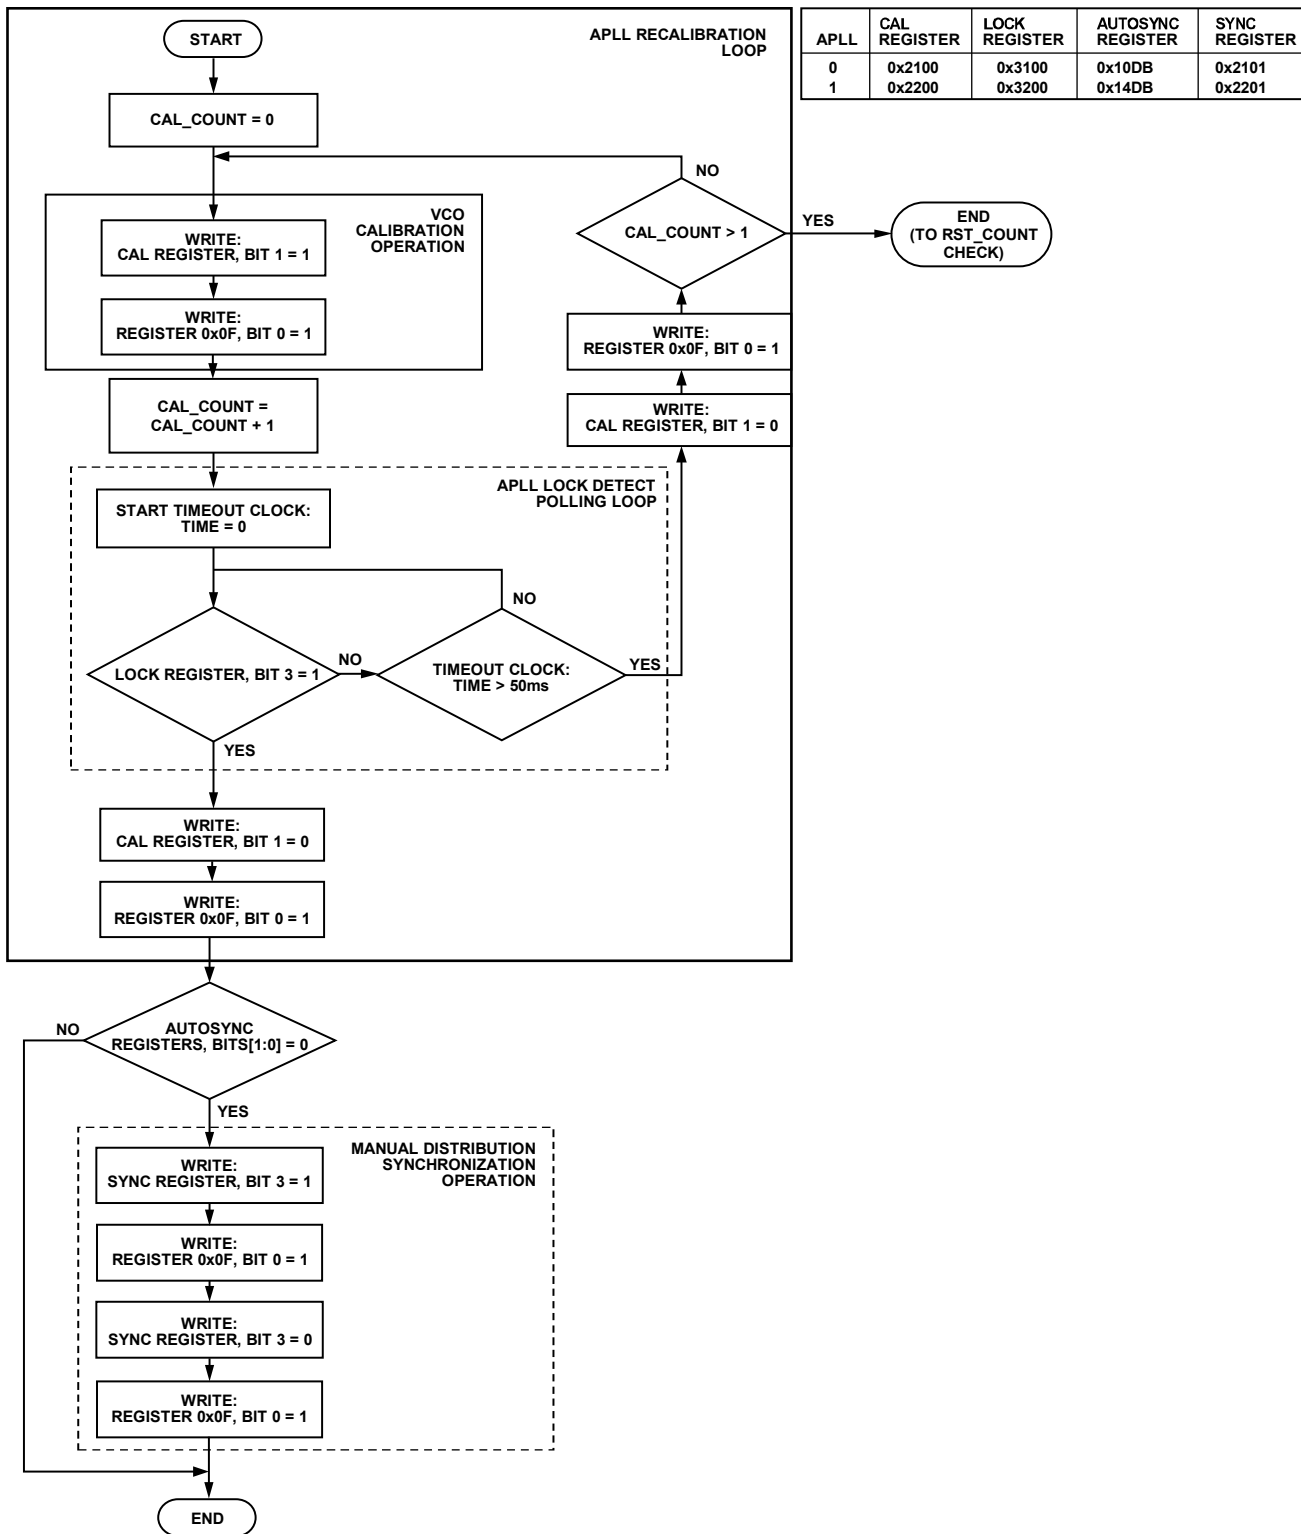 START
APLL RECALIBRATION
LOOP
CAL_COUNT = 0
NO
VCO
CALIBRATION
OPERATION
WRITE:
CAL REGISTER, BIT 1 = 1
WRITE:
REGISTER 0x0F, BIT 0 = 1
CAL_COUNT > 1
YES
END
(TO RST_COUNT
CHECK)
WRITE:
REGISTER 0x0F, BIT 0 = 1
WRITE:
CAL REGISTER, BIT 1 = 0
CAL_COUNT =
CAL_COUNT + 1
APLL LOCK DETECT
POLLING LOOP
START TIMEOUT CLOCK:
TIME = 0
NO
LOCK REGISTER, BIT 3 = 1
NO
TIMEOUT CLOCK:
TIME > 50ms
YES
YES
WRITE:
CAL REGISTER, BIT 1 = 0
WRITE:
REGISTER 0x0F, BIT 0 = 1
NO
AUTOSYNC
REGISTERS, BITS[1:0] = 0
YES
MANUAL DISTRIBUTION
SYNCHRONIZATION
OPERATION
WRITE:
SYNC REGISTER, BIT 3 = 1
WRITE:
REGISTER 0x0F, BIT 0 = 1
WRITE:
SYNC REGISTER, BIT 3 = 0
WRITE:
REGISTER 0x0F, BIT 0 = 1
END
APLL CAL REGISTER LOCK REGISTER AUTOSYNC REGISTER SYNC REGISTER
0 0x2100 0x3100 0x10DB 0x2101
1 0x2200 0x3200 0x14DB 0x2201